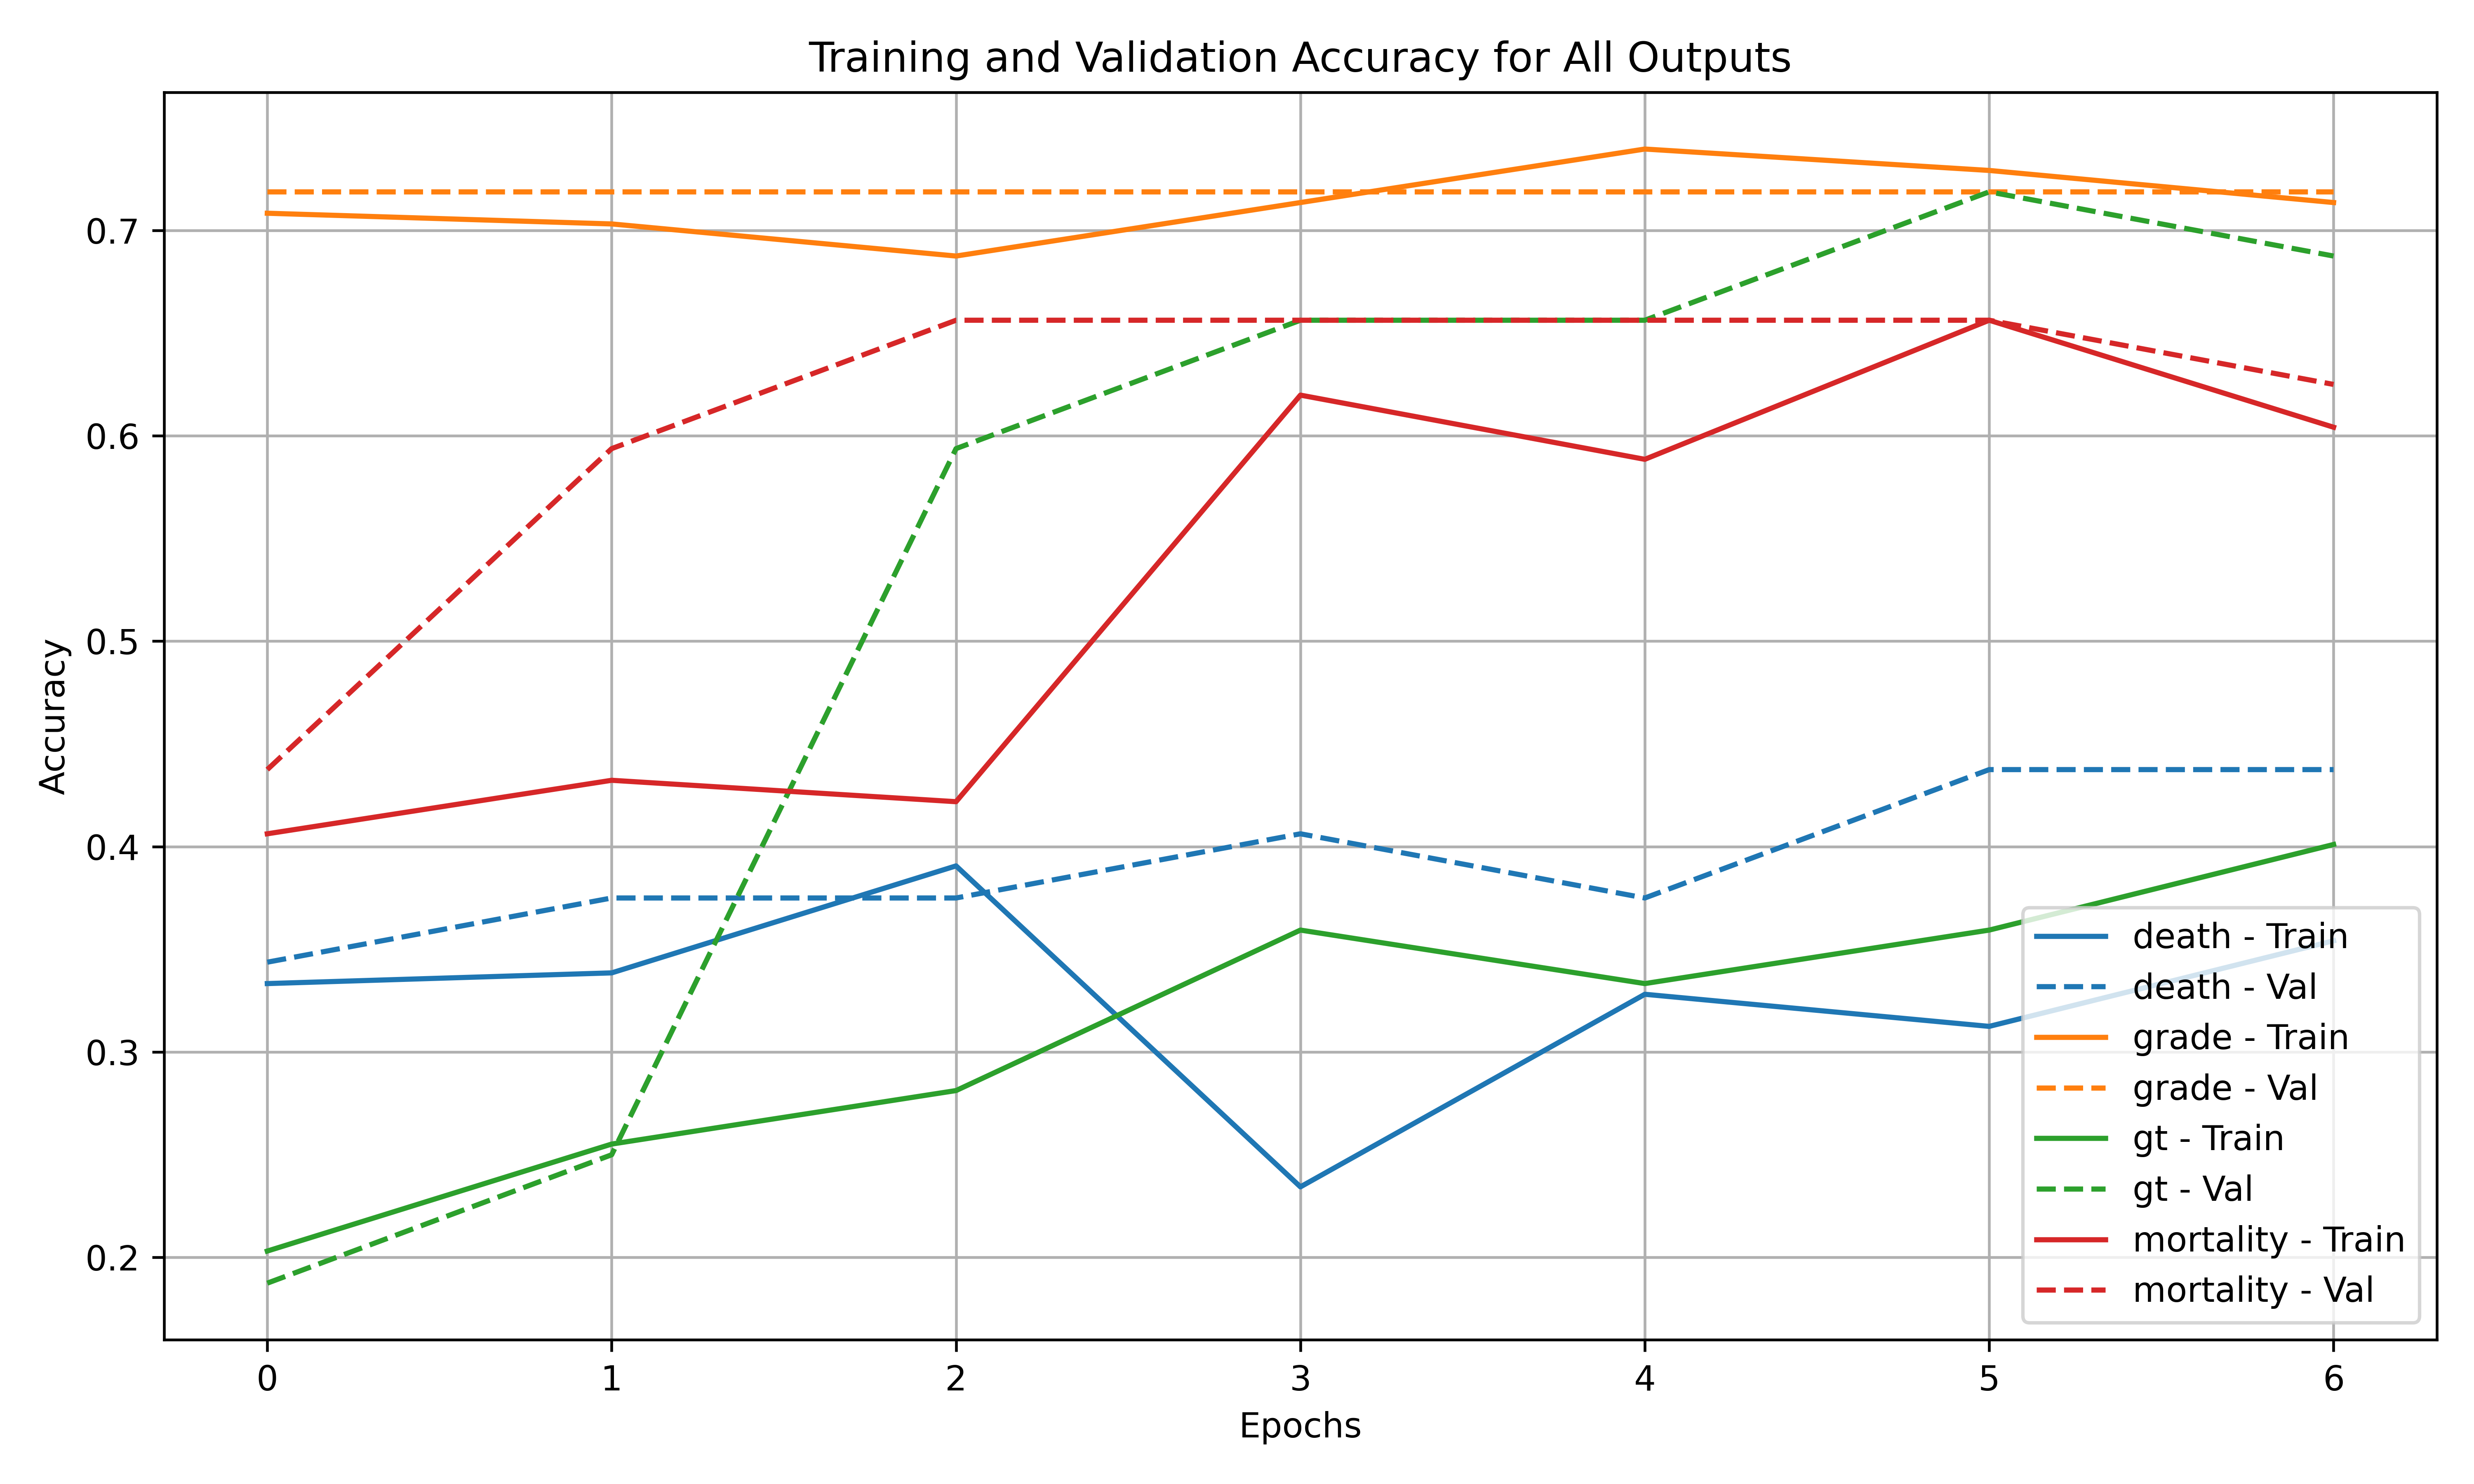 Training and Validation Accuracy for All Outputs
Accuracy
0.7
0.6
0.5
0.4
0.3
0.2
0 1 2 3 4 5 6
Epochs
death - Train
death - Val
grade - Train
grade - Val
gt - Train
gt - Val
mortality - Train
mortality - Val